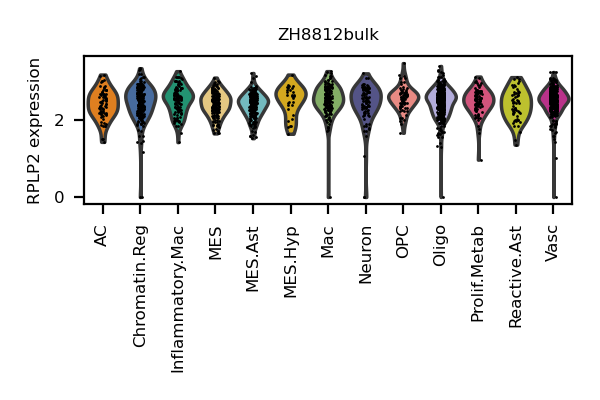 ZH8812bulk
RPLP2 expression
2
0
AC
Chromatin.Reg
Inflammatory.Mac
MES
MES.Ast
MES.Hyp
Mac
Neuron
OPC
Oligo
Prolif.Metab
Reactive.Ast
Vasc